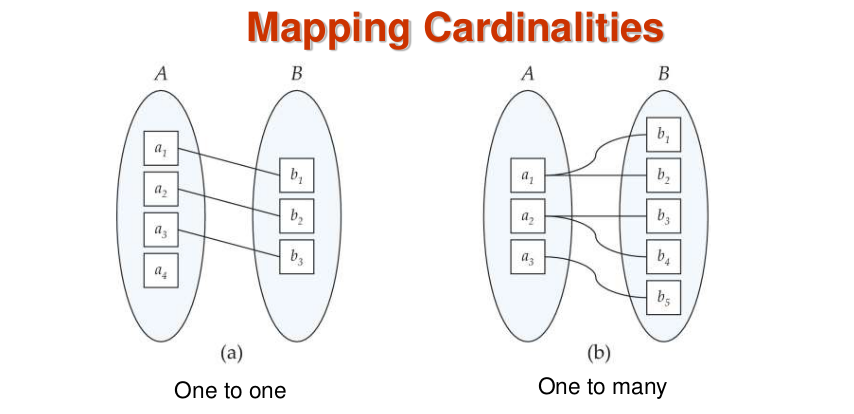 Mapping Cardinalities
A B
a1
a2
a3
a4
b1
b2
b3
(a)
One to one
A B
a1
a2
a3
b1
b2
b3
b4
b5
(b)
One to many